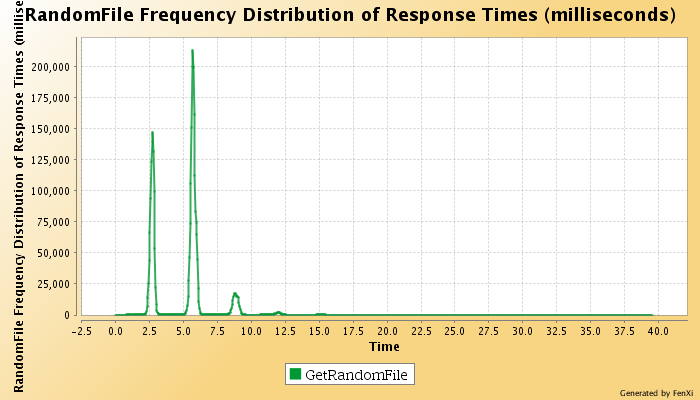 RandomFile Frequency Distribution of Response Times (milliseconds)
RandomFile Frequency Distribution of Response Times (millise
200,000
175,000
150,000
125,000
100,000
75,000
50,000
25,000
0
-2.5 0.0 2.5 5.0 7.5 10.0 12.5 15.0 17.5 20.0 22.5 25.0 27.5 30.0 32.5 35.0 37.5 40.0
Time
GetRandomFile
Generated by FenXi